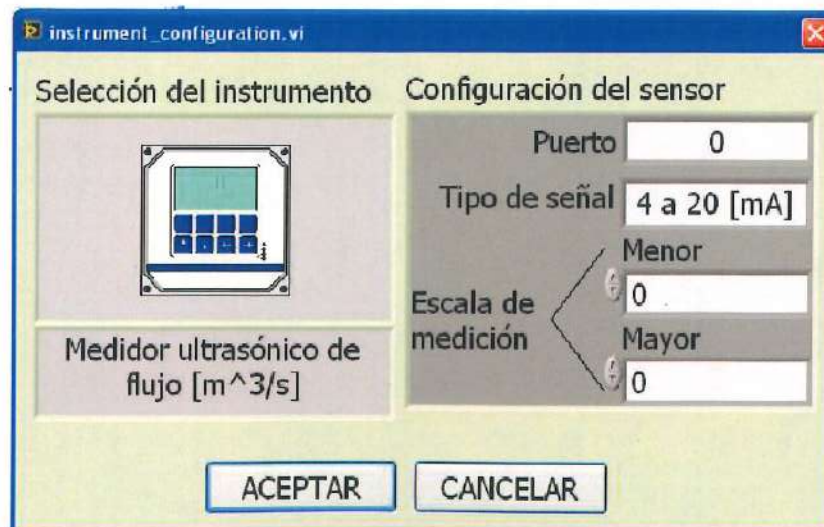 instrument_configuration.vi
Selección del instrumento
Medidor ultrasónico de
flujo [m^3/s]
Configuración del sensor
Puerto 0
Tipo de señal 4 a 20 [mA]
Escala de
medición
Menor
0
Mayor
0
ACEPTAR CANCELAR